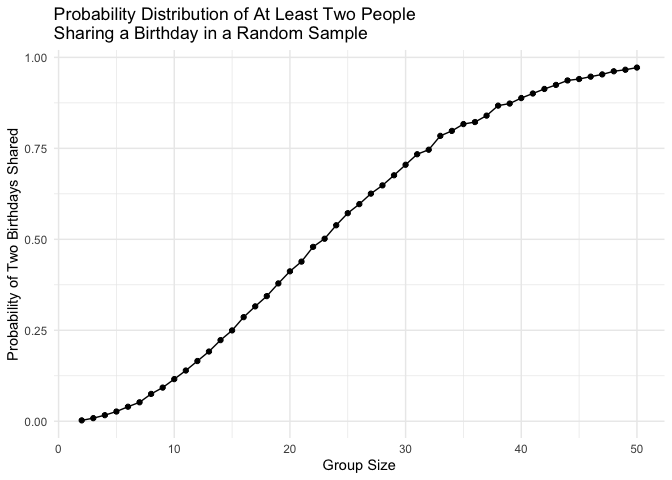 Probability Distribution of At Least Two People
Sharing a Birthday in a Random Sample
Probability of Two Birthdays Shared
1.00
0.75
0.50
0.25
0.00
0 10 20 30 40 50
Group Size